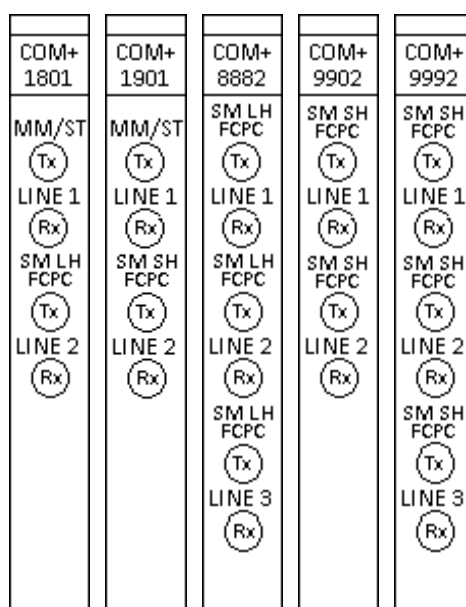 COM+
1801
MM/ST
Tx
LINE 1
Rx
SM LH
FCPC
Tx
LINE 2
Rx
COM+
1901
MM/ST
Tx
LINE 1
Rx
SM SH
FCPC
Tx
LINE 2
Rx
COM+
8882
SM LH
FCPC
Tx
LINE 1
Rx
SM LH
FCPC
Tx
LINE 2
Rx
SM LH
FCPC
Tx
LINE 3
Rx
COM+
9902
SM SH
FCPC
Tx
LINE 1
Rx
SM SH
FCPC
Tx
LINE 2
Rx
COM+
9992
SM SH
FCPC
Tx
LINE 1
Rx
SM SH
FCPC
Tx
LINE 2
Rx
SM SH
FCPC
Tx
LINE 3
Rx